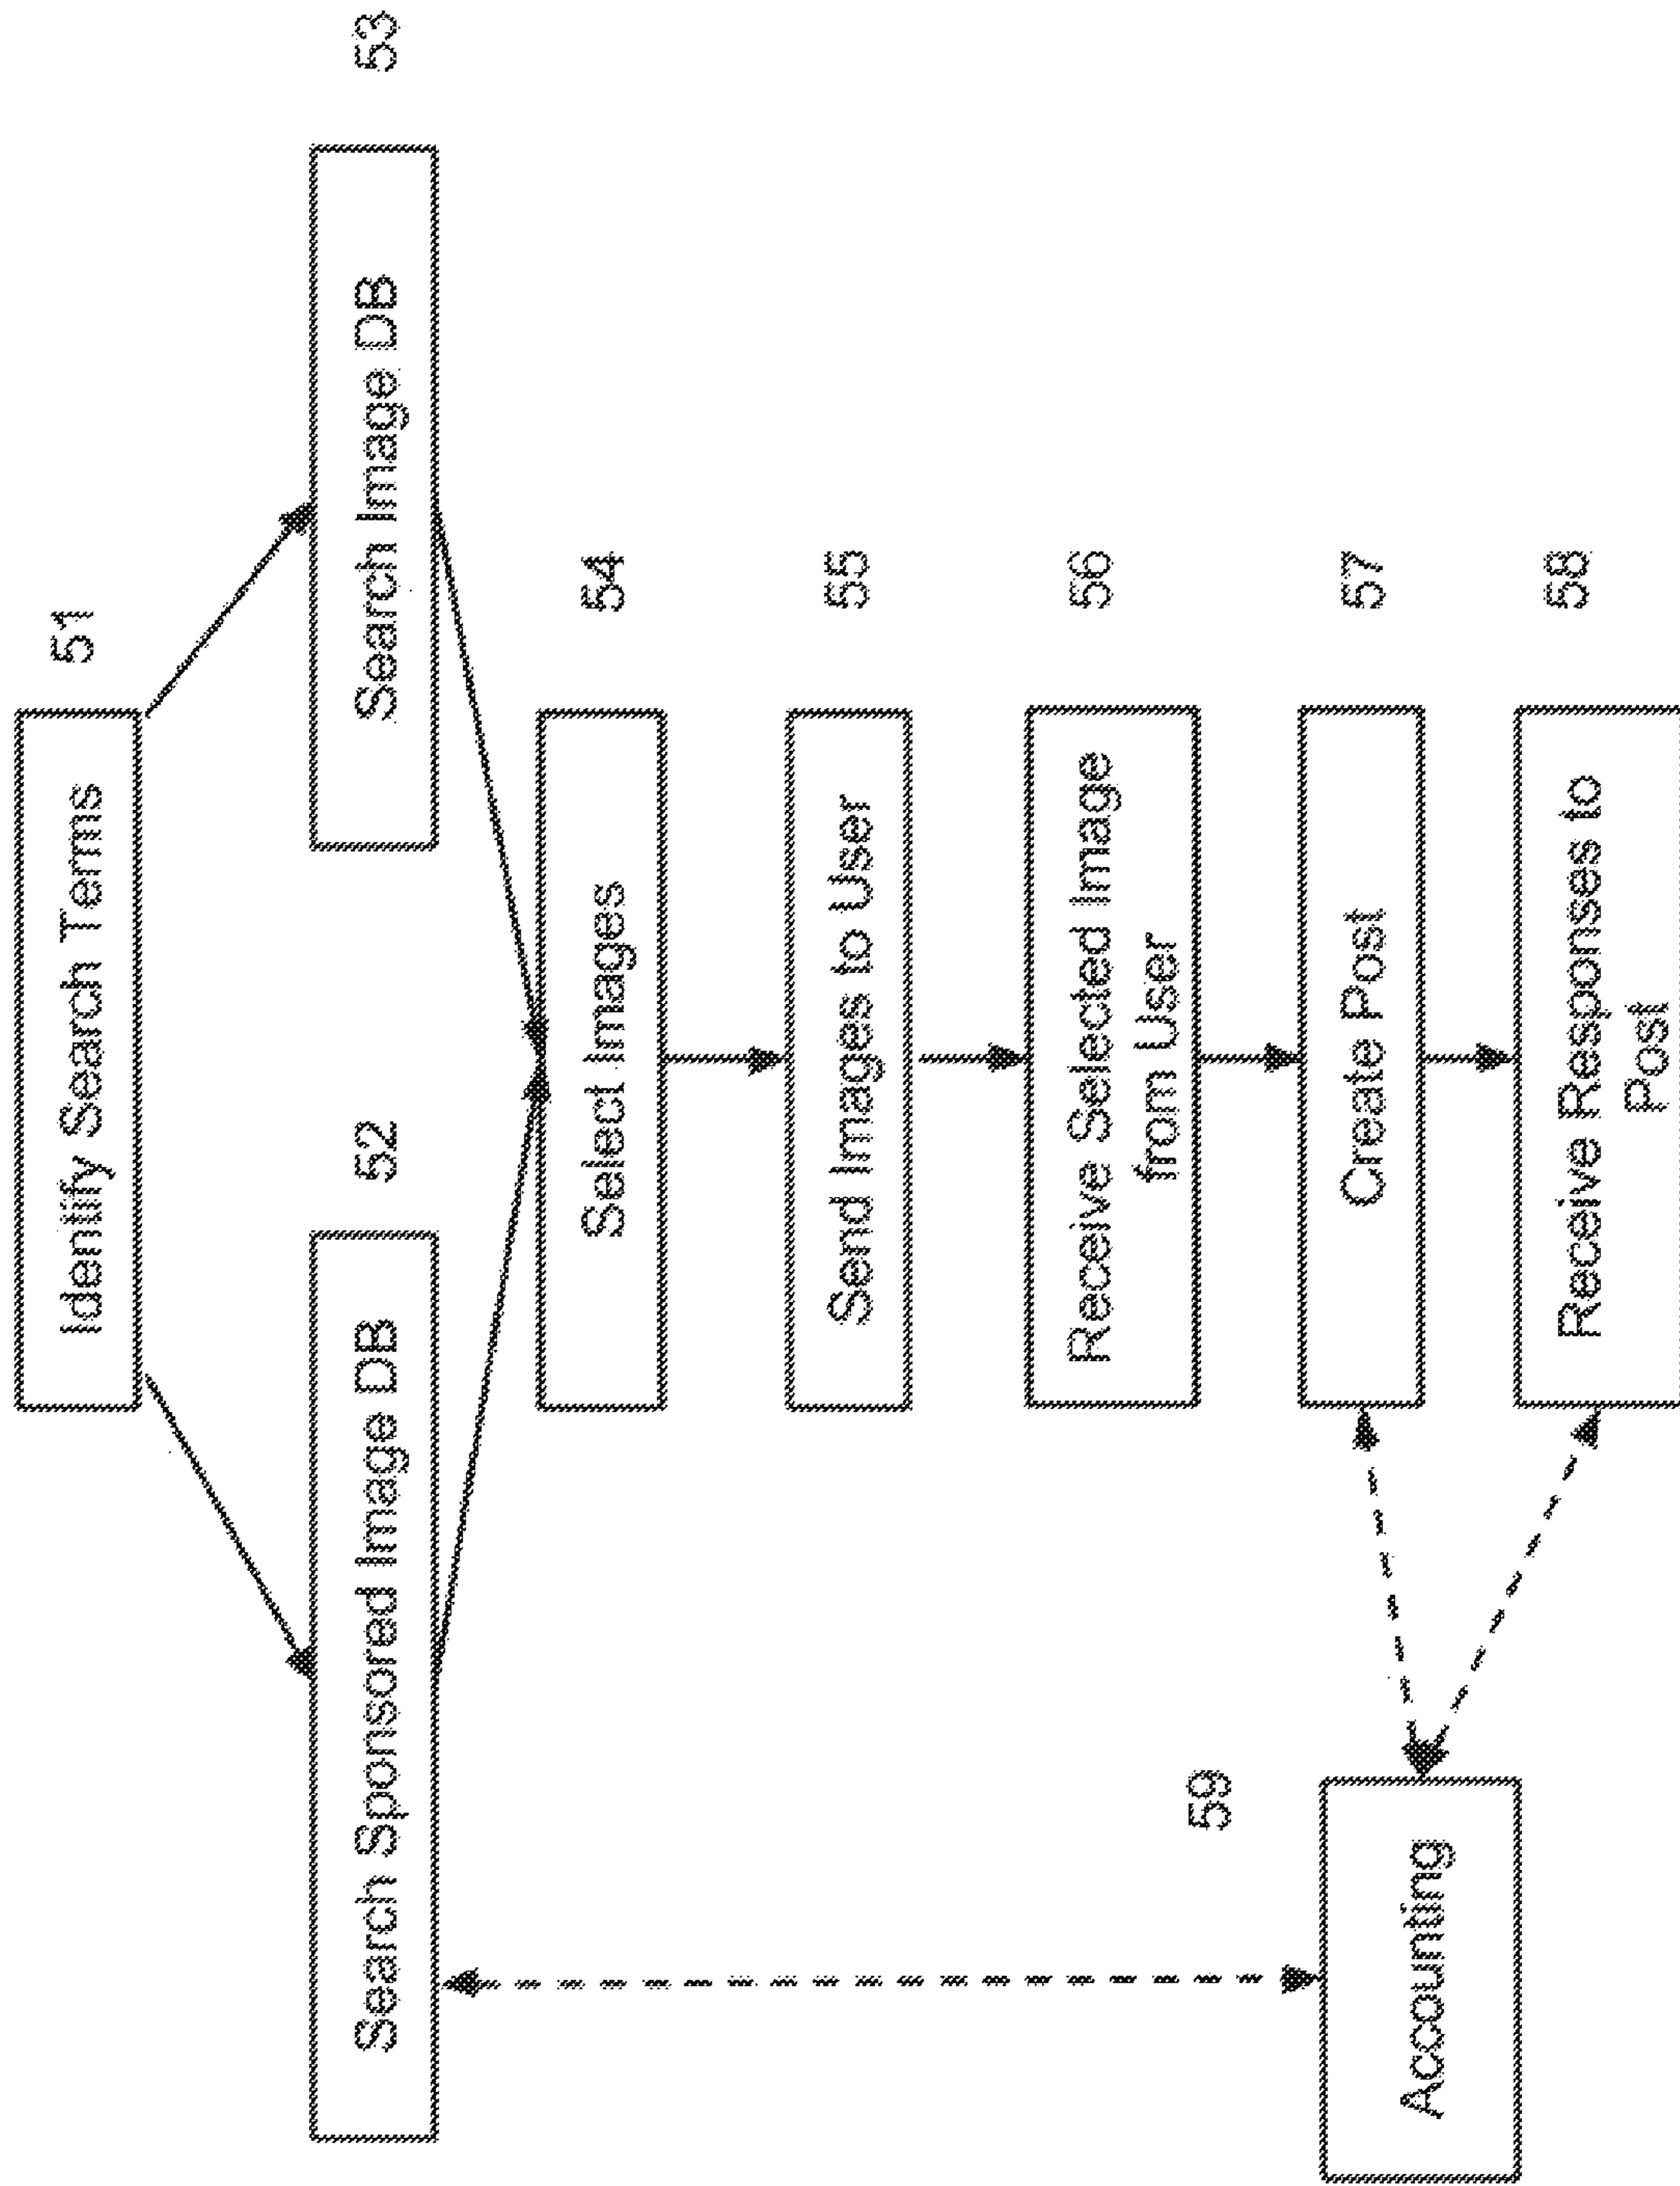 Identify Search Terms
51
Search Sponsored Image DB
52
Search Image DB
53
Select Images
54
Send Images to User
55
Receive Selected Image
from User
56
Create Post
57
Receive Responses to
Post
58
Accounting
59